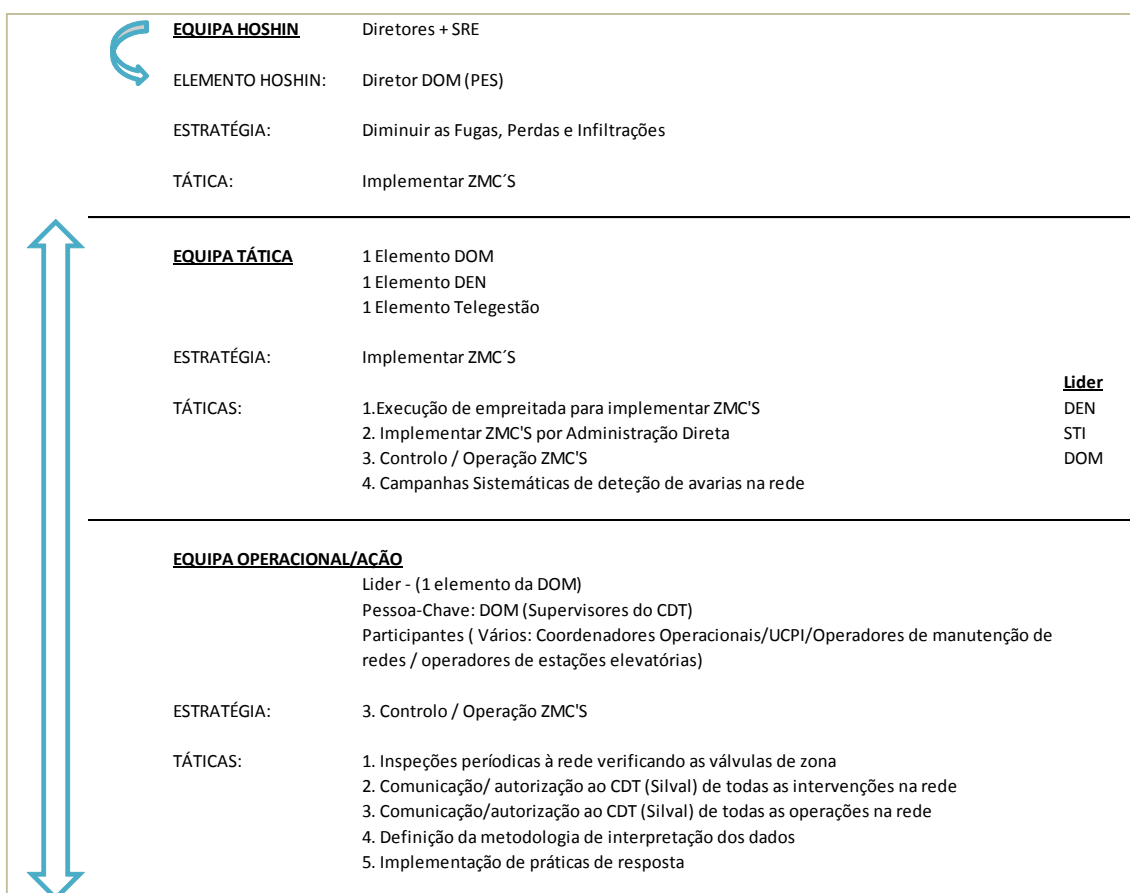 EQUIPA HOSHIN Diretores + SRE
ELEMENTO HOSHIN: Diretor DOM (PES)
ESTRATÉGIA: Diminuir as Fugas, Perdas e Infiltrações
TÁTICA: Implementar ZMC´S
EQUIPA TÁTICA 1 Elemento DOM
1 Elemento DEN
1 Elemento Telegestão
ESTRATÉGIA: Implementar ZMC´S
Lider
TÁTICAS: 1.Execução de empreitada para implementar ZMC'S DEN
2. Implementar ZMC'S por Administração Direta STI
3. Controlo / Operação ZMC'S DOM
4. Campanhas Sistemáticas de deteção de avarias na rede
EQUIPA OPERACIONAL/AÇÃO
Lider - (1 elemento da DOM)
Pessoa-Chave: DOM (Supervisores do CDT)
Participantes ( Vários: Coordenadores Operacionais/UCPI/Operadores de manutenção de
redes / operadores de estações elevatórias)
ESTRATÉGIA: 3. Controlo / Operação ZMC'S
TÁTICAS: 1. Inspeções períodicas à rede verificando as válvulas de zona
2. Comunicação/ autorização ao CDT (Silval) de todas as intervenções na rede
3. Comunicação/autorização ao CDT (Silval) de todas as operações na rede
4. Definição da metodologia de interpretação dos dados
5. Implementação de práticas de resposta